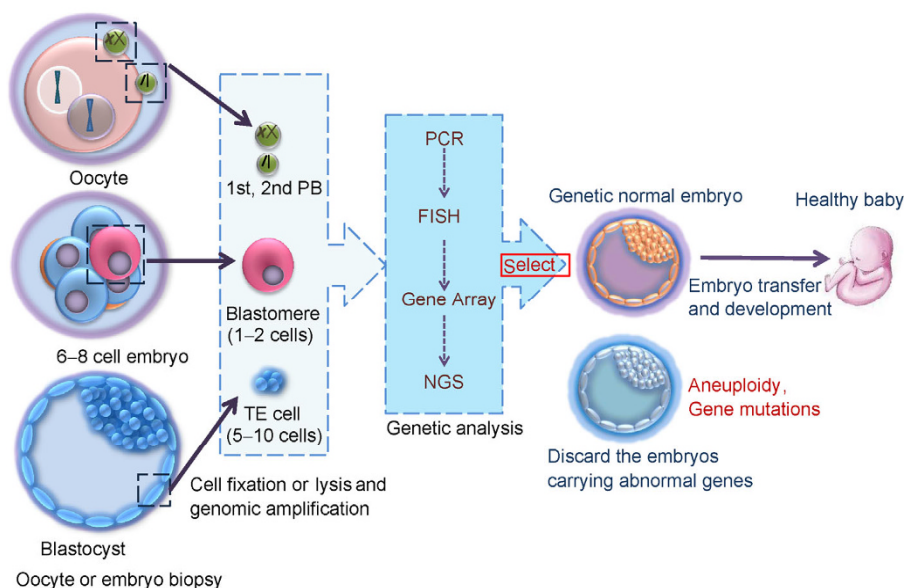 Oocyte
6–8 cell embryo
Blastocyst
Oocyte or embryo biopsy
xX
xX
1st, 2nd PB
Blastomere
(1–2 cells)
TE cell
(5–10 cells)
Cell fixation or lysis and
genomic amplification
PCR
FISH
Gene Array
NGS
Genetic analysis
Select
Genetic normal embryo
Healthy baby
Embryo transfer
and development
Aneuploidy,
Gene mutations
Discard the embryos
carrying abnormal genes